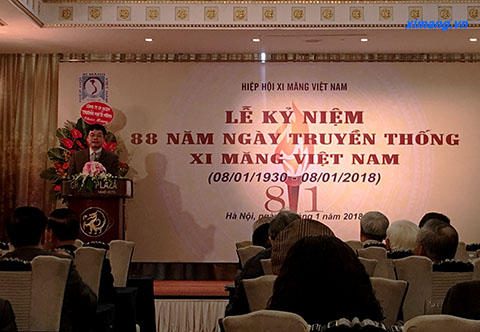 ximang.vn
HIỆP HỘI XI MĂNG VIỆT NAM
LỄ KỶ NIỆM
88 NĂM NGÀY TRUYỀN THỐNG
XI MĂNG VIỆT NAM
(08/01/1930 - 08/01/2018)
8 1
Hà Nội, 1 năm 2018
PLAZA